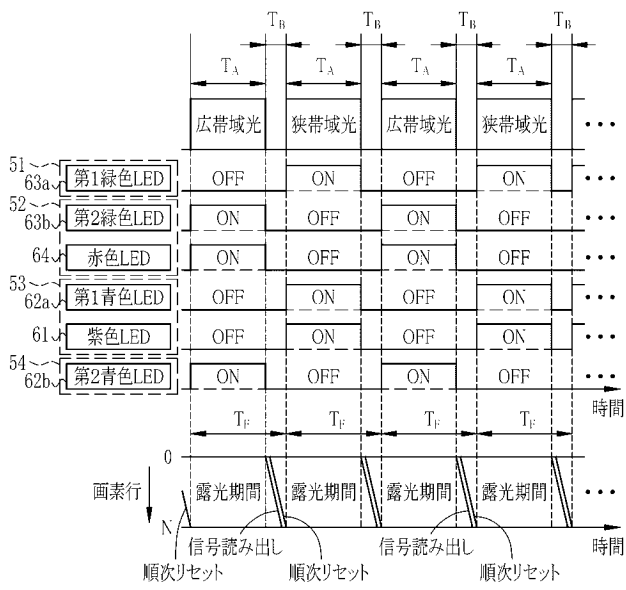 T_B T_B T_B T_B
T_A T_A T_A T_A
広帯域光 狭帯域光 広帯域光 狭帯域光 ・・・
51
63a 第1緑色LED OFF ON OFF ON ・・・
52
63b 第2緑色LED ON OFF ON OFF ・・・
64 赤色LED ON OFF ON OFF ・・・
53
62a 第1青色LED OFF ON OFF ON ・・・
61 紫色LED OFF ON OFF ON ・・・
54
62b 第2青色LED ON OFF ON OFF ・・・
時間
T_F T_F T_F T_F
0
画素行 露光期間 露光期間 露光期間 露光期間 ・・・
N
信号読み出し 信号読み出し 時間
順次リセット 順次リセット 順次リセット